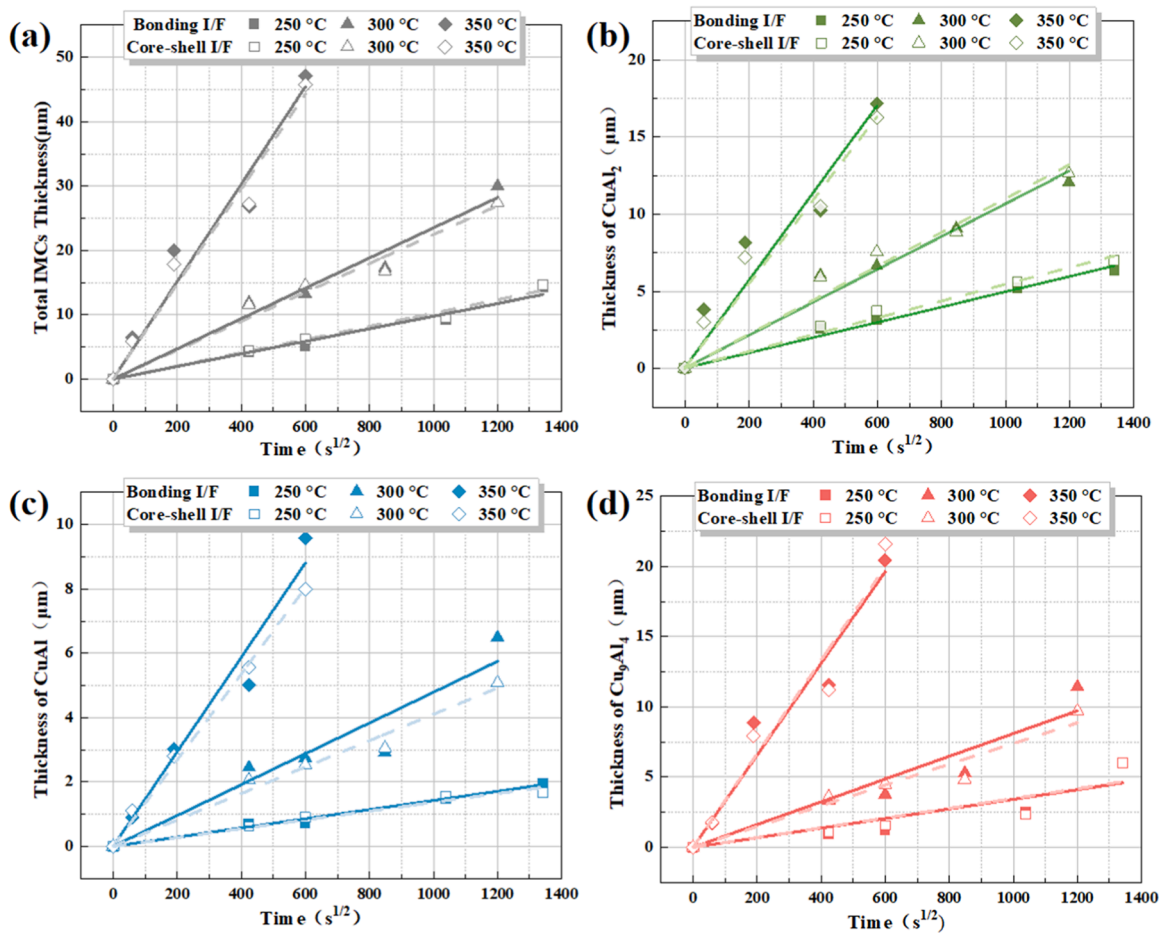 (a)
Bonding I/F 250 °C 300 °C 350 °C
Core-shell I/F 250 °C 300 °C 350 °C
Total IMCs Thickness(μm)
50
40
30
20
10
0
0 200 400 600 800 1000 1200 1400
Time（s1/2）
(b)
Bonding I/F 250 °C 300 °C 350 °C
Core-shell I/F 250 °C 300 °C 350 °C
Thickness of CuAl2（μm）
20
15
10
5
0
0 200 400 600 800 1000 1200 1400
Time（s1/2）
(c)
Bonding I/F 250 °C 300 °C 350 °C
Core-shell I/F 250 °C 300 °C 350 °C
Thickness of CuAl（μm）
10
8
6
4
2
0
0 200 400 600 800 1000 1200 1400
Time（s1/2）
(d)
Bonding I/F 250 °C 300 °C 350 °C
Core-shell I/F 250 °C 300 °C 350 °C
Thickness of Cu9Al4（μm）
25
20
15
10
5
0
0 200 400 600 800 1000 1200 1400
Time（s1/2)